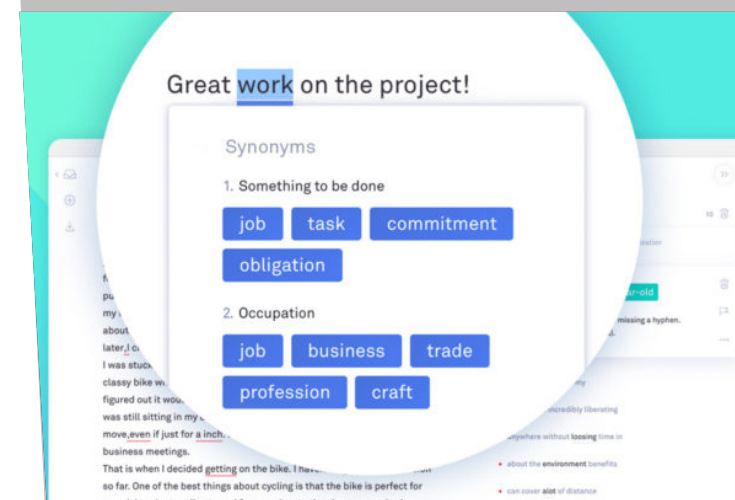 Great work on the project!
Synonyms
1. Something to be done
job task commitment
obligation
2. Occupation
job business trade
profession craft
my
about
later,I
I was stuck
classy bike
figured out it
was still sitting in my
move,even if just for a inch.
business meetings.
That is when I decided getting on the bike. I
so far. One of the best things about cycling is that the bike is perfect for
10
missing a hyphen.
my
incredibly liberating
anywhere without loosing time in
about the environment benefits
can cover alot of distance